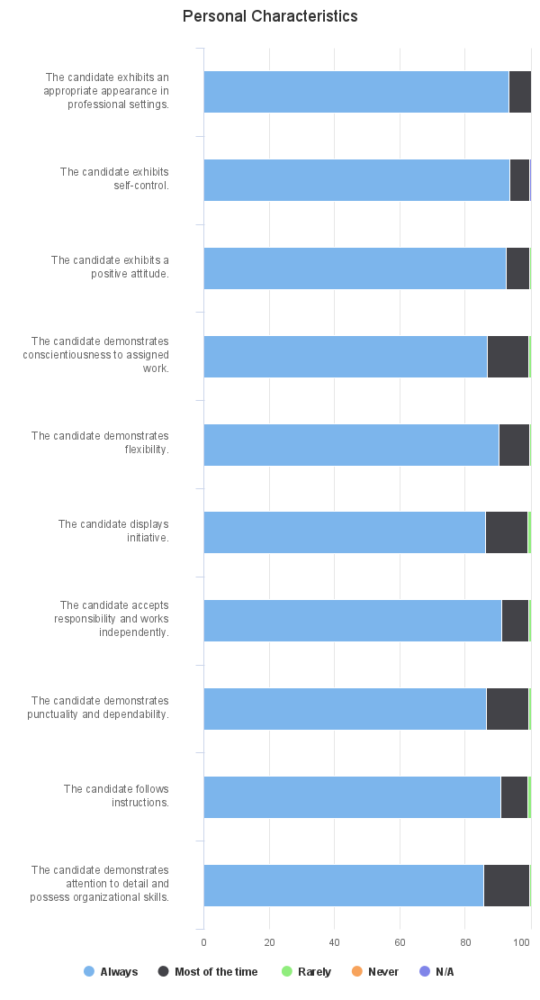 Personal Characteristics
The candidate exhibits an
appropriate appearance in
professional settings.
The candidate exhibits
self-control.
The candidate exhibits a
positive attitude.
The candidate demonstrates
conscientiousness to assigned
work.
The candidate demonstrates
flexibility.
The candidate displays
initiative.
The candidate accepts
responsibility and works
independently.
The candidate demonstrates
punctuality and dependability.
The candidate follows
instructions.
The candidate demonstrates
attention to detail and
possess organizational skills.
0 20 40 60 80 100
Always Most of the time Rarely Never N/A